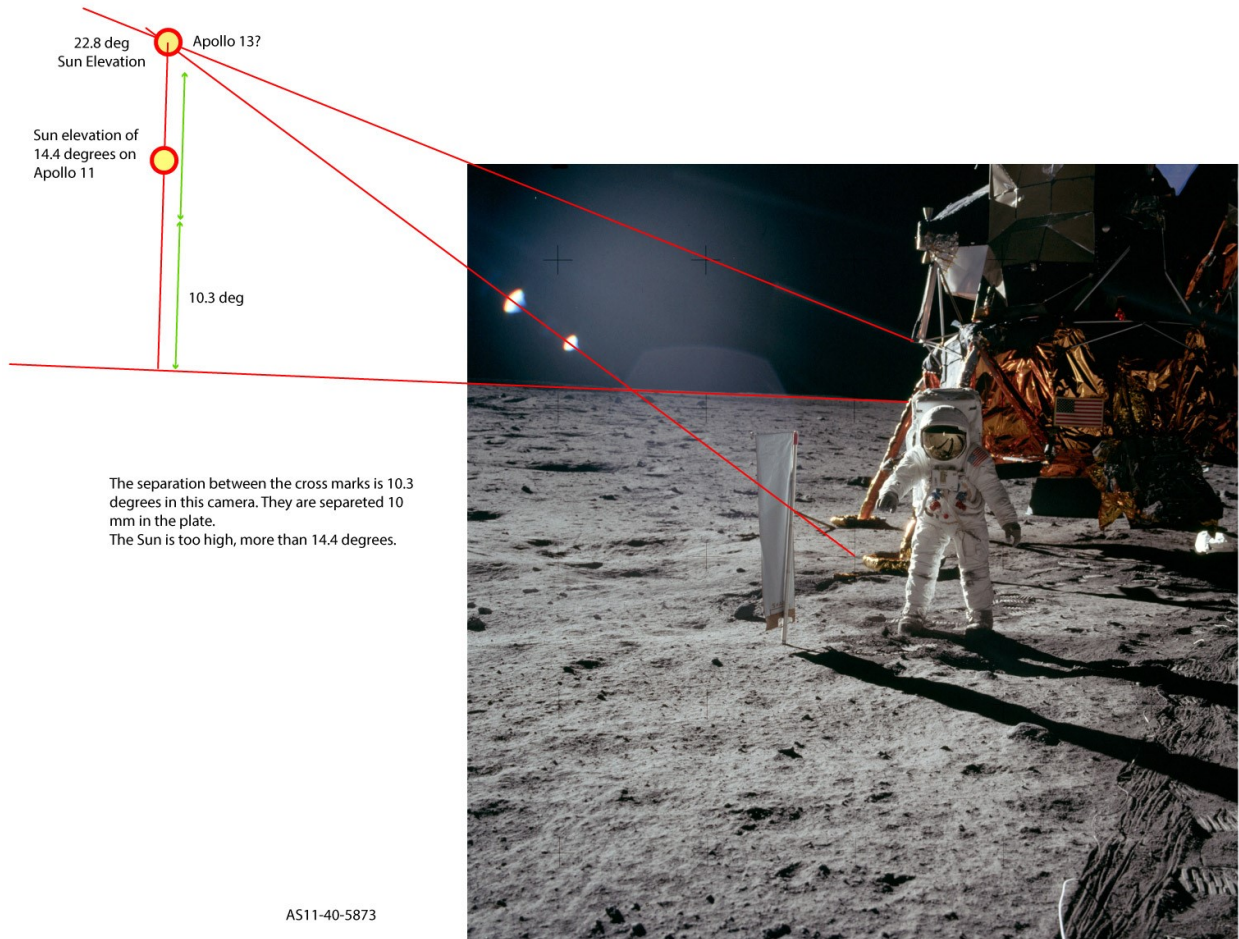 22.8 deg
Sun Elevation
Apollo 13?
Sun elevation of
14.4 degrees on
Apollo 11
10.3 deg
The separation between the cross marks is 10.3
degrees in this camera. They are separeted 10
mm in the plate.
The Sun is too high, more than 14.4 degrees.
AS11-40-5873